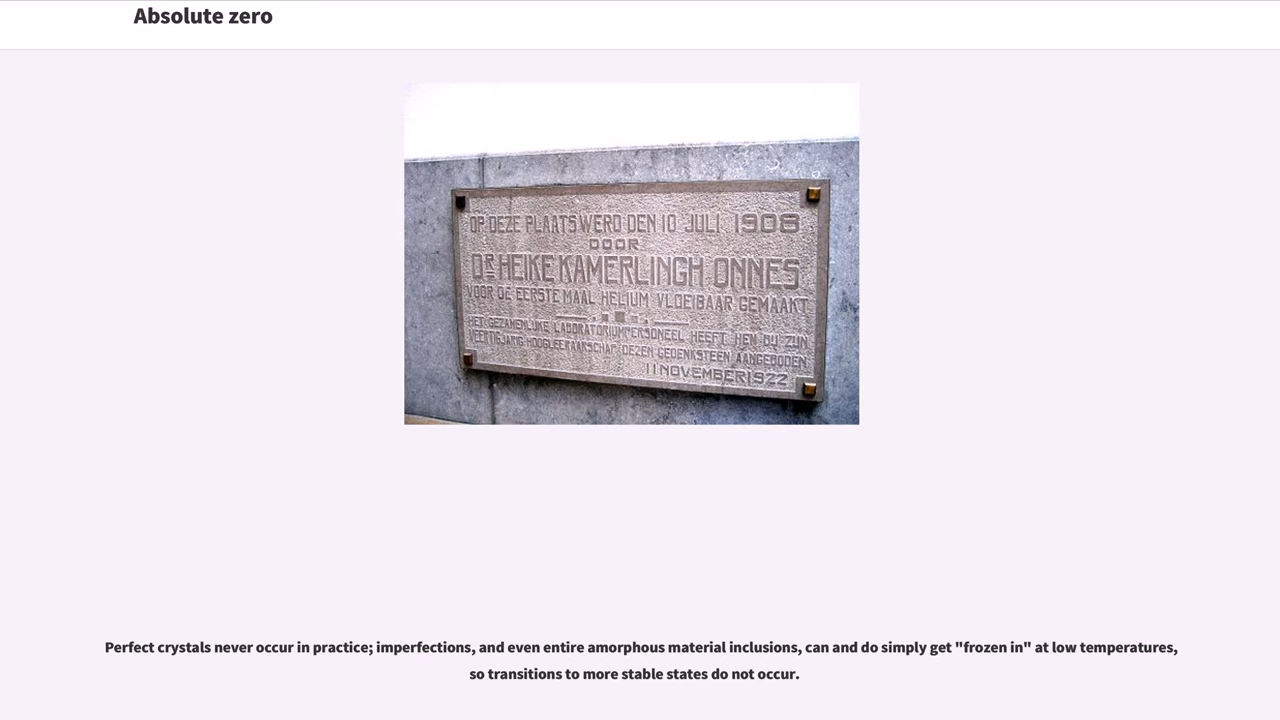 Absolute zero
OP DEZE PLAATS WERD DEN 10 JULI 1908
DOOR
DR HEIKE KAMERLINGH ONNES
VOOR DE EERSTE MAAL HELIUM VLOEIBAAR GEMAAKT
HET GEZAMENLIJKE LABORATORIUMPERSONEEL HEEFT HEM BIJ ZIJN
VEERTIGJARIG HOOGLEERAARSCHAP DEZEN GEDENKSTEEN AANGEBODEN
11 NOVEMBER 1922
Perfect crystals never occur in practice; imperfections, and even entire amorphous material inclusions, can and do simply get "frozen in" at low temperatures,
so transitions to more stable states do not occur.